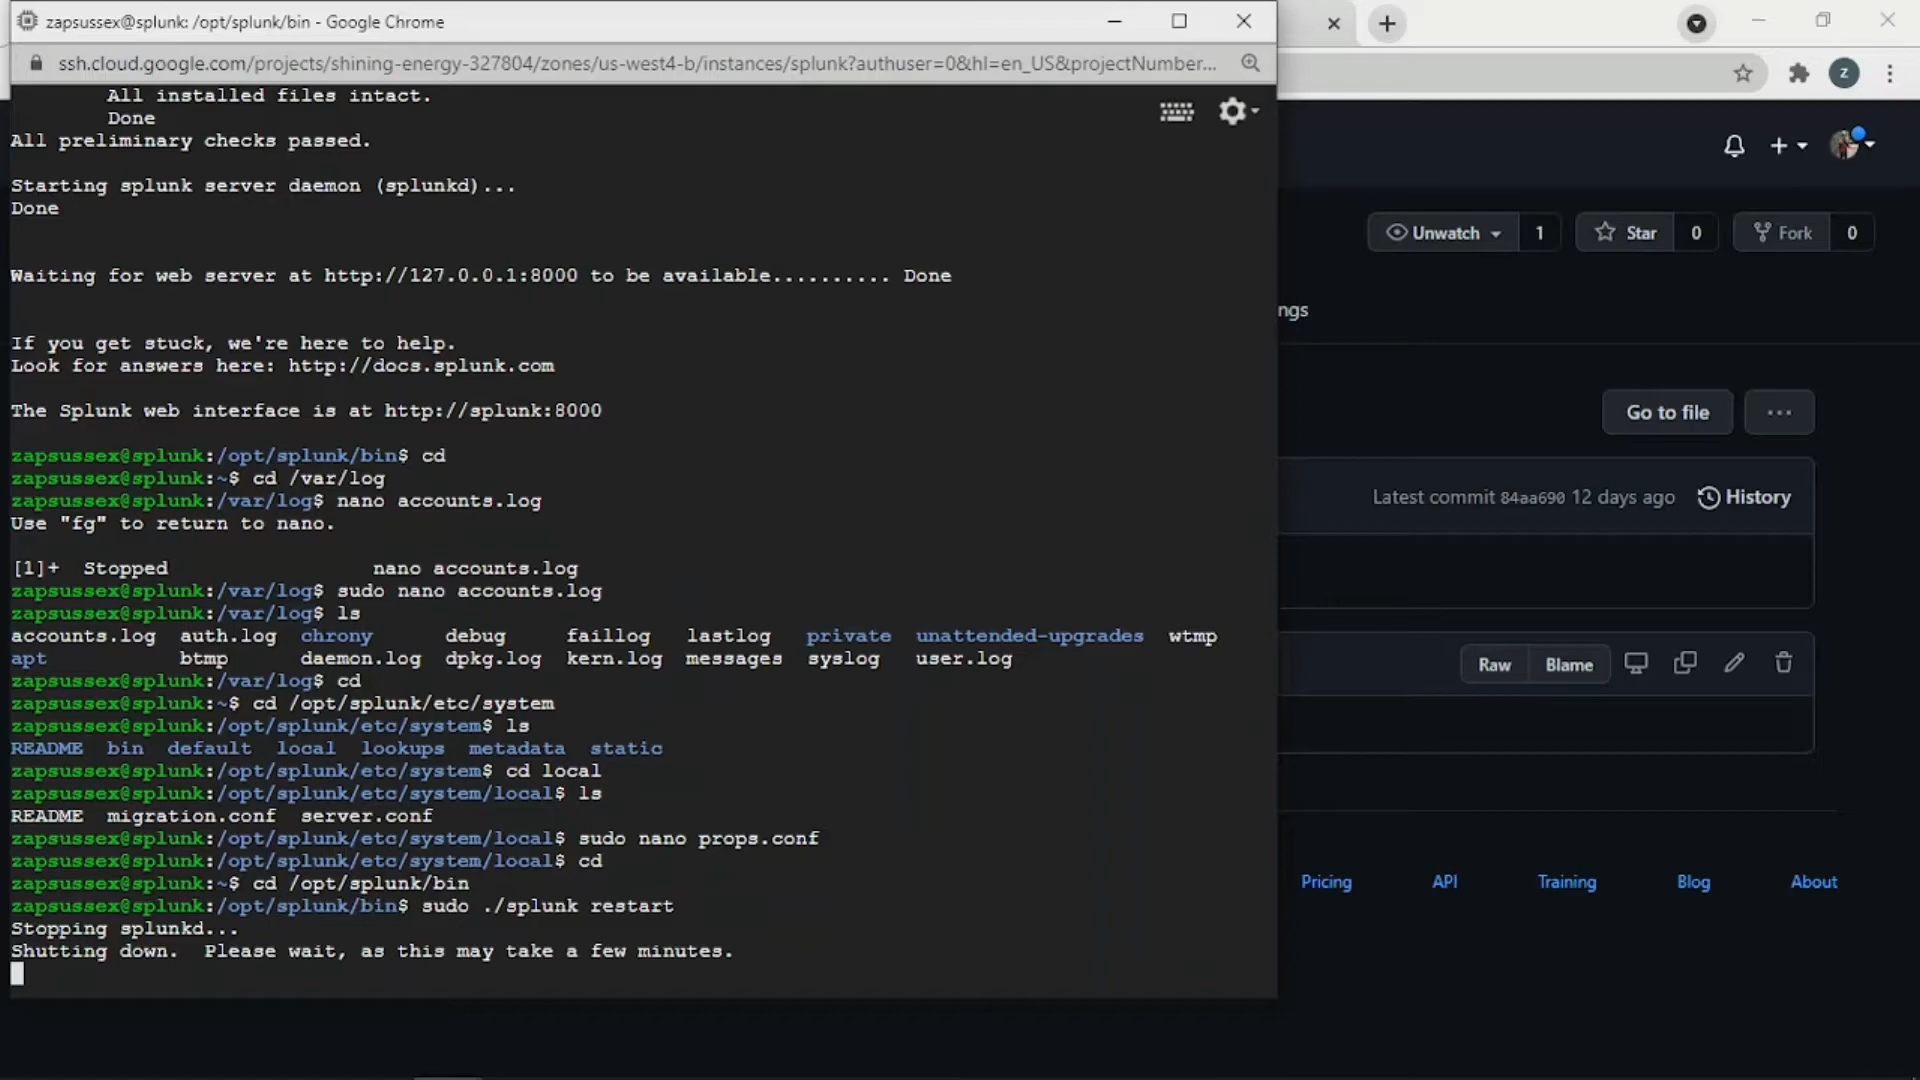 zapsussex@splunk: /opt/splunk/bin - Google Chrome
ssh.cloud.google.com/projects/shining-energy-327804/zones/us-west4-b/instances/splunk?authuser=0&hl=en_US&projectNumber...
All installed files intact.
Done
All preliminary checks passed.
Starting splunk server daemon (splunkd)...
Done
Waiting for web server at http://127.0.0.1:8000 to be available.......... Done
If you get stuck, we're here to help.
Look for answers here: http://docs.splunk.com
The Splunk web interface is at http://splunk:8000
zapsussex@splunk:/opt/splunk/bin$ cd
zapsussex@splunk:~$ cd /var/log
zapsussex@splunk:/var/log$ nano accounts.log
Use "fg" to return to nano.
[1]+  Stopped                 nano accounts.log
zapsussex@splunk:/var/log$ sudo nano accounts.log
zapsussex@splunk:/var/log$ ls
accounts.log  auth.log  chrony      debug     faillog   lastlog   private  unattended-upgrades  wtmp
apt           btmp      daemon.log  dpkg.log  kern.log  messages  syslog   user.log
zapsussex@splunk:/var/log$ cd
zapsussex@splunk:~$ cd /opt/splunk/etc/system
zapsussex@splunk:/opt/splunk/etc/system$ ls
README  bin  default  local  lookups  metadata  static
zapsussex@splunk:/opt/splunk/etc/system$ cd local
zapsussex@splunk:/opt/splunk/etc/system/local$ ls
README  migration.conf  server.conf
zapsussex@splunk:/opt/splunk/etc/system/local$ sudo nano props.conf
zapsussex@splunk:/opt/splunk/etc/system/local$ cd
zapsussex@splunk:~$ cd /opt/splunk/bin
zapsussex@splunk:/opt/splunk/bin$ sudo ./splunk restart
Stopping splunkd...
Shutting down.  Please wait, as this may take a few minutes.
z
Unwatch 1 Star 0 Fork 0
ngs
Go to file ...
Latest commit 84aa690 12 days ago History
Raw Blame
Pricing API Training Blog About